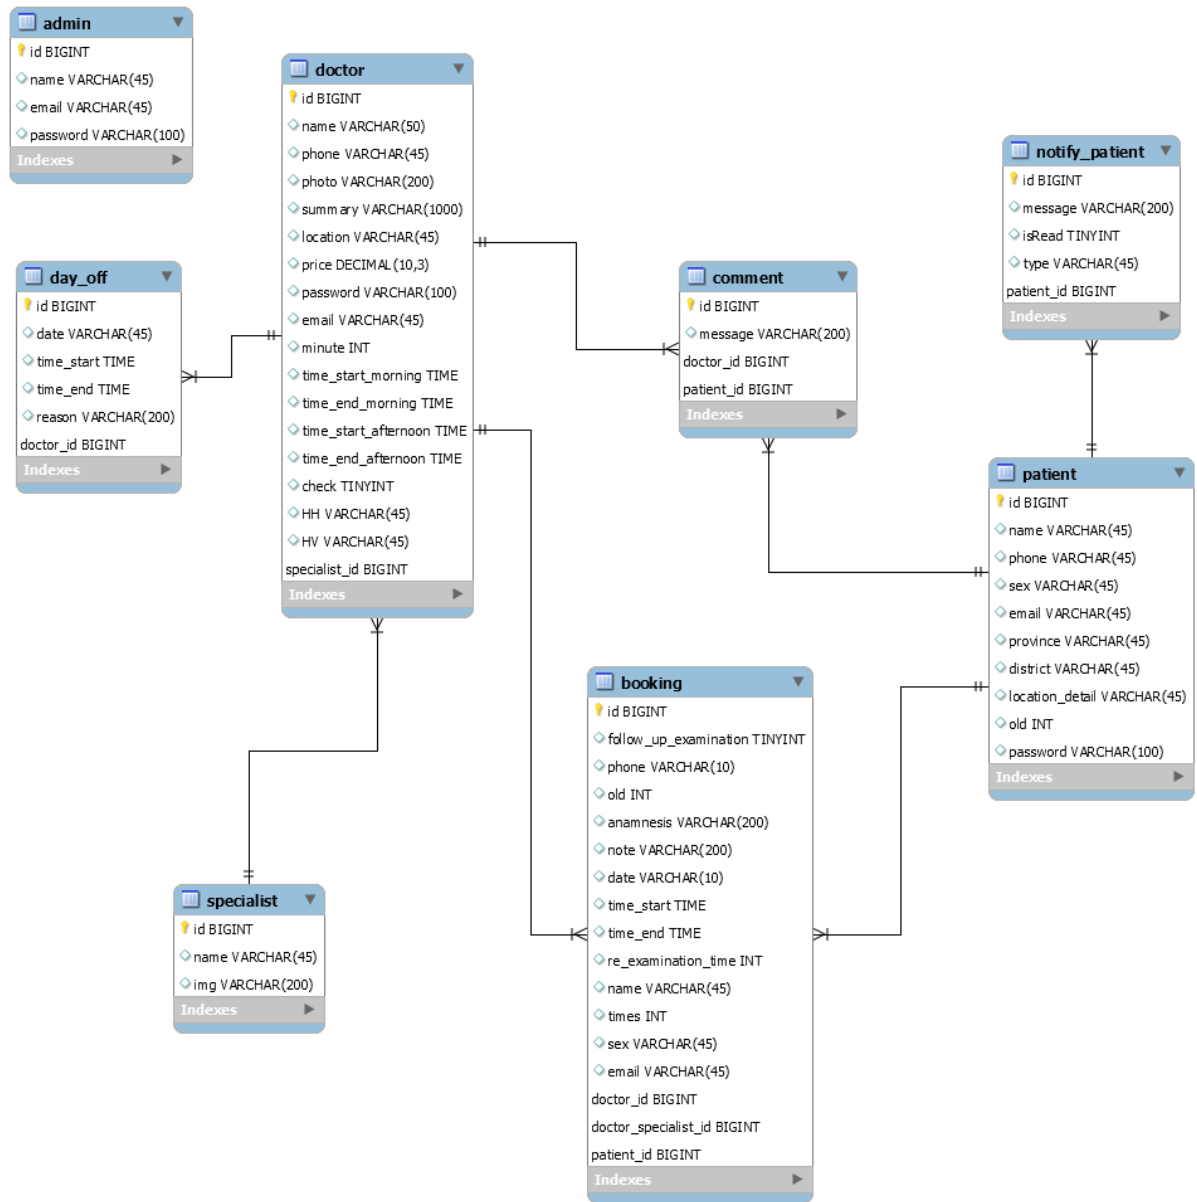 admin
id BIGINT
name VARCHAR(45)
email VARCHAR(45)
password VARCHAR(100)
Indexes
doctor
id BIGINT
name VARCHAR(50)
phone VARCHAR(45)
photo VARCHAR(200)
summary VARCHAR(1000)
location VARCHAR(45)
price DECIMAL(10,3)
password VARCHAR(100)
email VARCHAR(45)
minute INT
time_start_morning TIME
time_end_morning TIME
time_start_afternoon TIME
time_end_afternoon TIME
check TINYINT
HH VARCHAR(45)
HV VARCHAR(45)
specialist_id BIGINT
Indexes
notify_patient
id BIGINT
message VARCHAR(200)
isRead TINYINT
type VARCHAR(45)
patient_id BIGINT
Indexes
day_off
id BIGINT
date VARCHAR(45)
time_start TIME
time_end TIME
reason VARCHAR(200)
doctor_id BIGINT
Indexes
comment
id BIGINT
message VARCHAR(200)
doctor_id BIGINT
patient_id BIGINT
Indexes
patient
id BIGINT
name VARCHAR(45)
phone VARCHAR(45)
sex VARCHAR(45)
email VARCHAR(45)
province VARCHAR(45)
district VARCHAR(45)
location_detail VARCHAR(45)
old INT
password VARCHAR(100)
Indexes
booking
id BIGINT
follow_up_examination TINYINT
phone VARCHAR(10)
old INT
anamnesis VARCHAR(200)
note VARCHAR(200)
date VARCHAR(10)
time_start TIME
time_end TIME
re_examination_time INT
name VARCHAR(45)
times INT
sex VARCHAR(45)
email VARCHAR(45)
doctor_id BIGINT
doctor_specialist_id BIGINT
patient_id BIGINT
Indexes
specialist
id BIGINT
name VARCHAR(45)
img VARCHAR(200)
Indexes